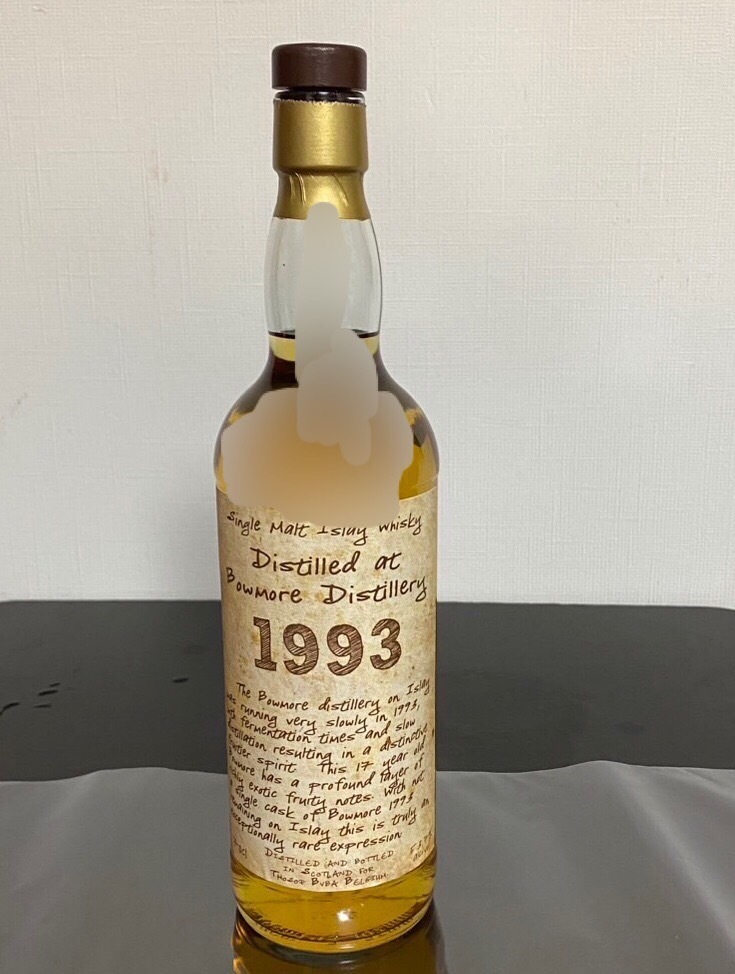 Single Malt Islay Whisky
Distilled at
Bowmore Distillery
1993
The Bowmore distillery on Islay
was running very slowly in 1993,
fermentation times and slow
distillation resulting in a distinctive
spirit. This 17 year old
Bowmore has a profound layer of
exotic fruity notes. With not
a single cask of Bowmore 1993
remaining on Islay this is truly an
exceptionally rare expression.
DISTILLED AND BOTTLED
IN SCOTLAND FOR
BUBA BELGIUM.